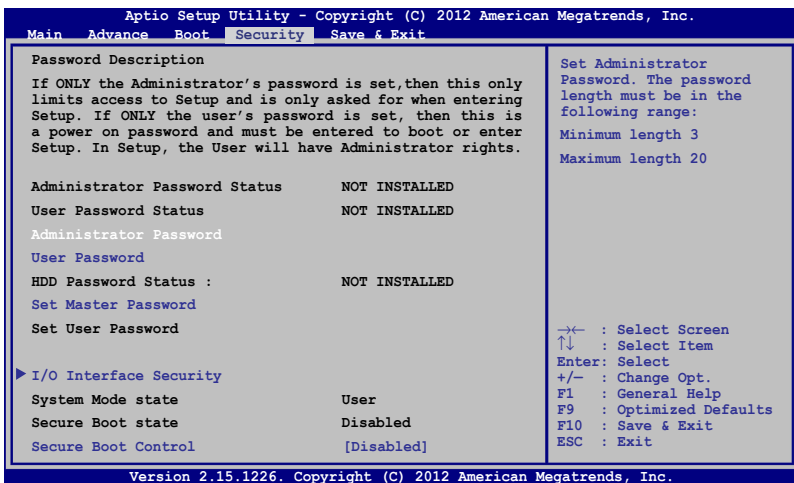 Aptio Setup Utility - Copyright (C) 2012 American Megatrends, Inc.
Main Advance Boot Security Save & Exit
Password Description
If ONLY the Administrator's password is set,then this only
limits access to Setup and is only asked for when entering
Setup. If ONLY the user's password is set, then this is
a power on password and must be entered to boot or enter
Setup. In Setup, the User will have Administrator rights.
Administrator Password Status NOT INSTALLED
User Password Status NOT INSTALLED
Administrator Password
User Password
HDD Password Status : NOT INSTALLED
Set Master Password
Set User Password
I/O Interface Security
System Mode state User
Secure Boot state Disabled
Secure Boot Control [Disabled]
Set Administrator
Password. The password
length must be in the
following range:
Minimum length 3
Maximum length 20
→← : Select Screen
↑↓ : Select Item
Enter: Select
+/— : Change Opt.
F1 : General Help
F9 : Optimized Defaults
F10 : Save & Exit
ESC : Exit
Version 2.15.1226. Copyright (C) 2012 American Megatrends, Inc.